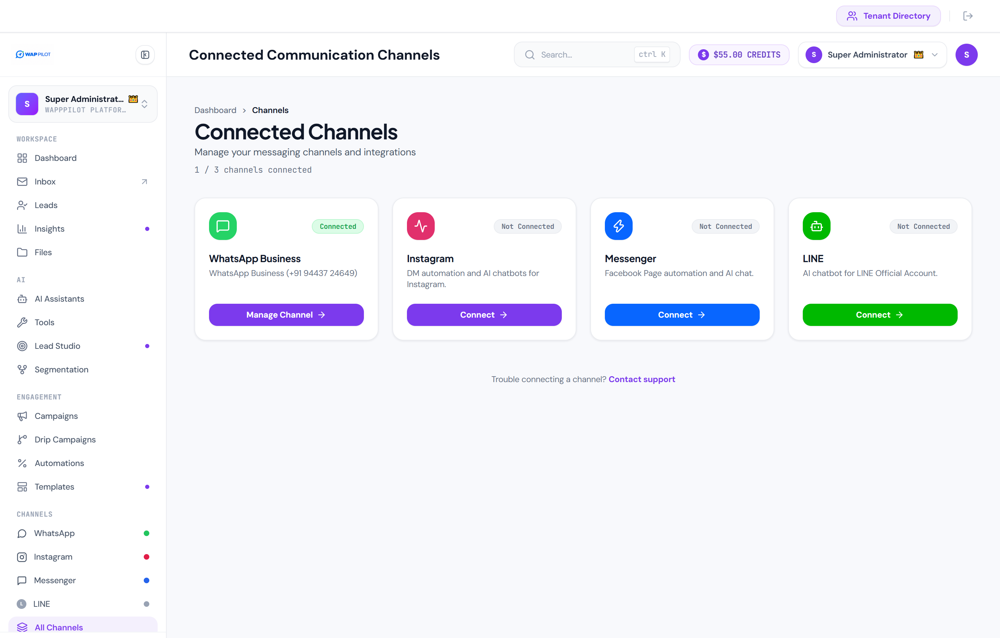 Tenant Directory
WAP PILOT
Connected Communication Channels
Search...
ctrl K
$ $55.00 CREDITS
S
Super Administrator 👑
S
S
Super Administrat... 👑
WAPPPILOT PLATFOR…
WORKSPACE
Dashboard
Inbox
Leads
Insights
Files
AI
AI Assistants
Tools
Lead Studio
Segmentation
ENGAGEMENT
Campaigns
Drip Campaigns
Automations
Templates
CHANNELS
WhatsApp
Instagram
Messenger
L LINE
All Channels
Dashboard > Channels
Connected Channels
Manage your messaging channels and integrations
1 / 3 channels connected
Connected
WhatsApp Business
WhatsApp Business (+91 94437 24649)
Manage Channel →
Not Connected
Instagram
DM automation and AI chatbots for
Instagram.
Connect →
Not Connected
Messenger
Facebook Page automation and AI chat.
Connect →
Not Connected
LINE
AI chatbot for LINE Official Account.
Connect →
Trouble connecting a channel? Contact support